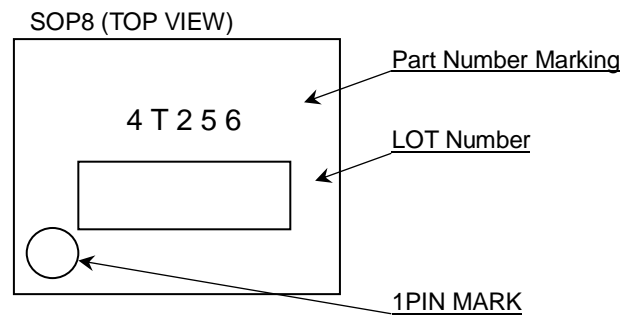 SOP8 (TOP VIEW)
Part Number Marking
4 T 2 5 6
LOT Number
1PIN MARK